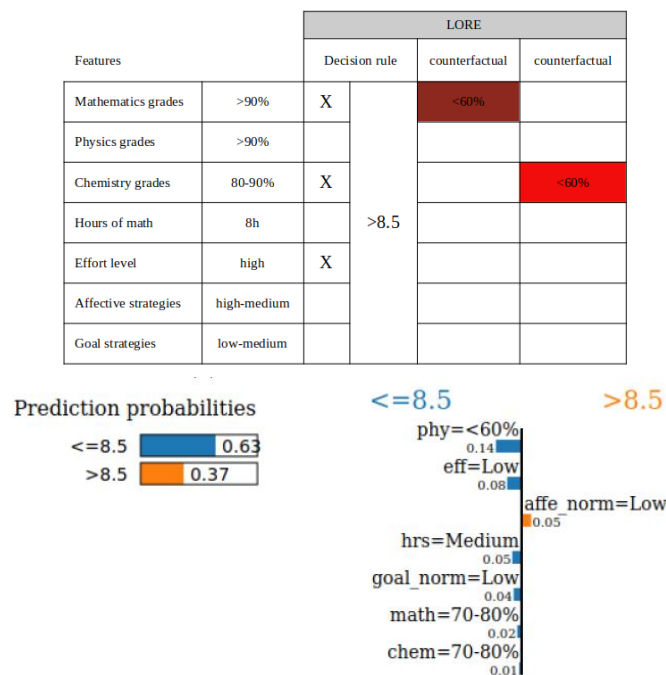 LORE
Features Decision rule counterfactual counterfactual
Mathematics grades >90% X <60%
Physics grades >90%
Chemistry grades 80-90% X <60%
Hours of math 8h >8.5
Effort level high X
Affective strategies high-medium
Goal strategies low-medium
Prediction probabilities
<=8.5 0.63
>8.5 0.37
<=8.5 >8.5
phy=<60%
0.14
eff=Low
0.08
affe_norm=Low
0.05
hrs=Medium
0.05
goal_norm=Low
0.04
math=70-80%
0.02
chem=70-80%
0.01